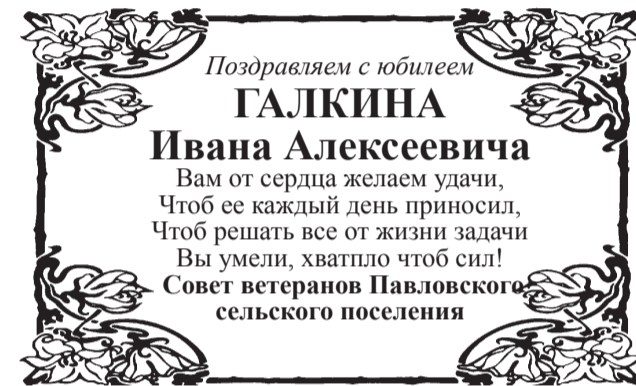 Поздравляем с юбилеем
ГАЛКИНА
Ивана Алексеевича
Вам от сердца желаем удачи,
Чтоб ее каждый день приносил,
Чтоб решать все от жизни задачи
Вы умели, хватпло чтоб сил!
Совет ветеранов Павловского
сельского поселения